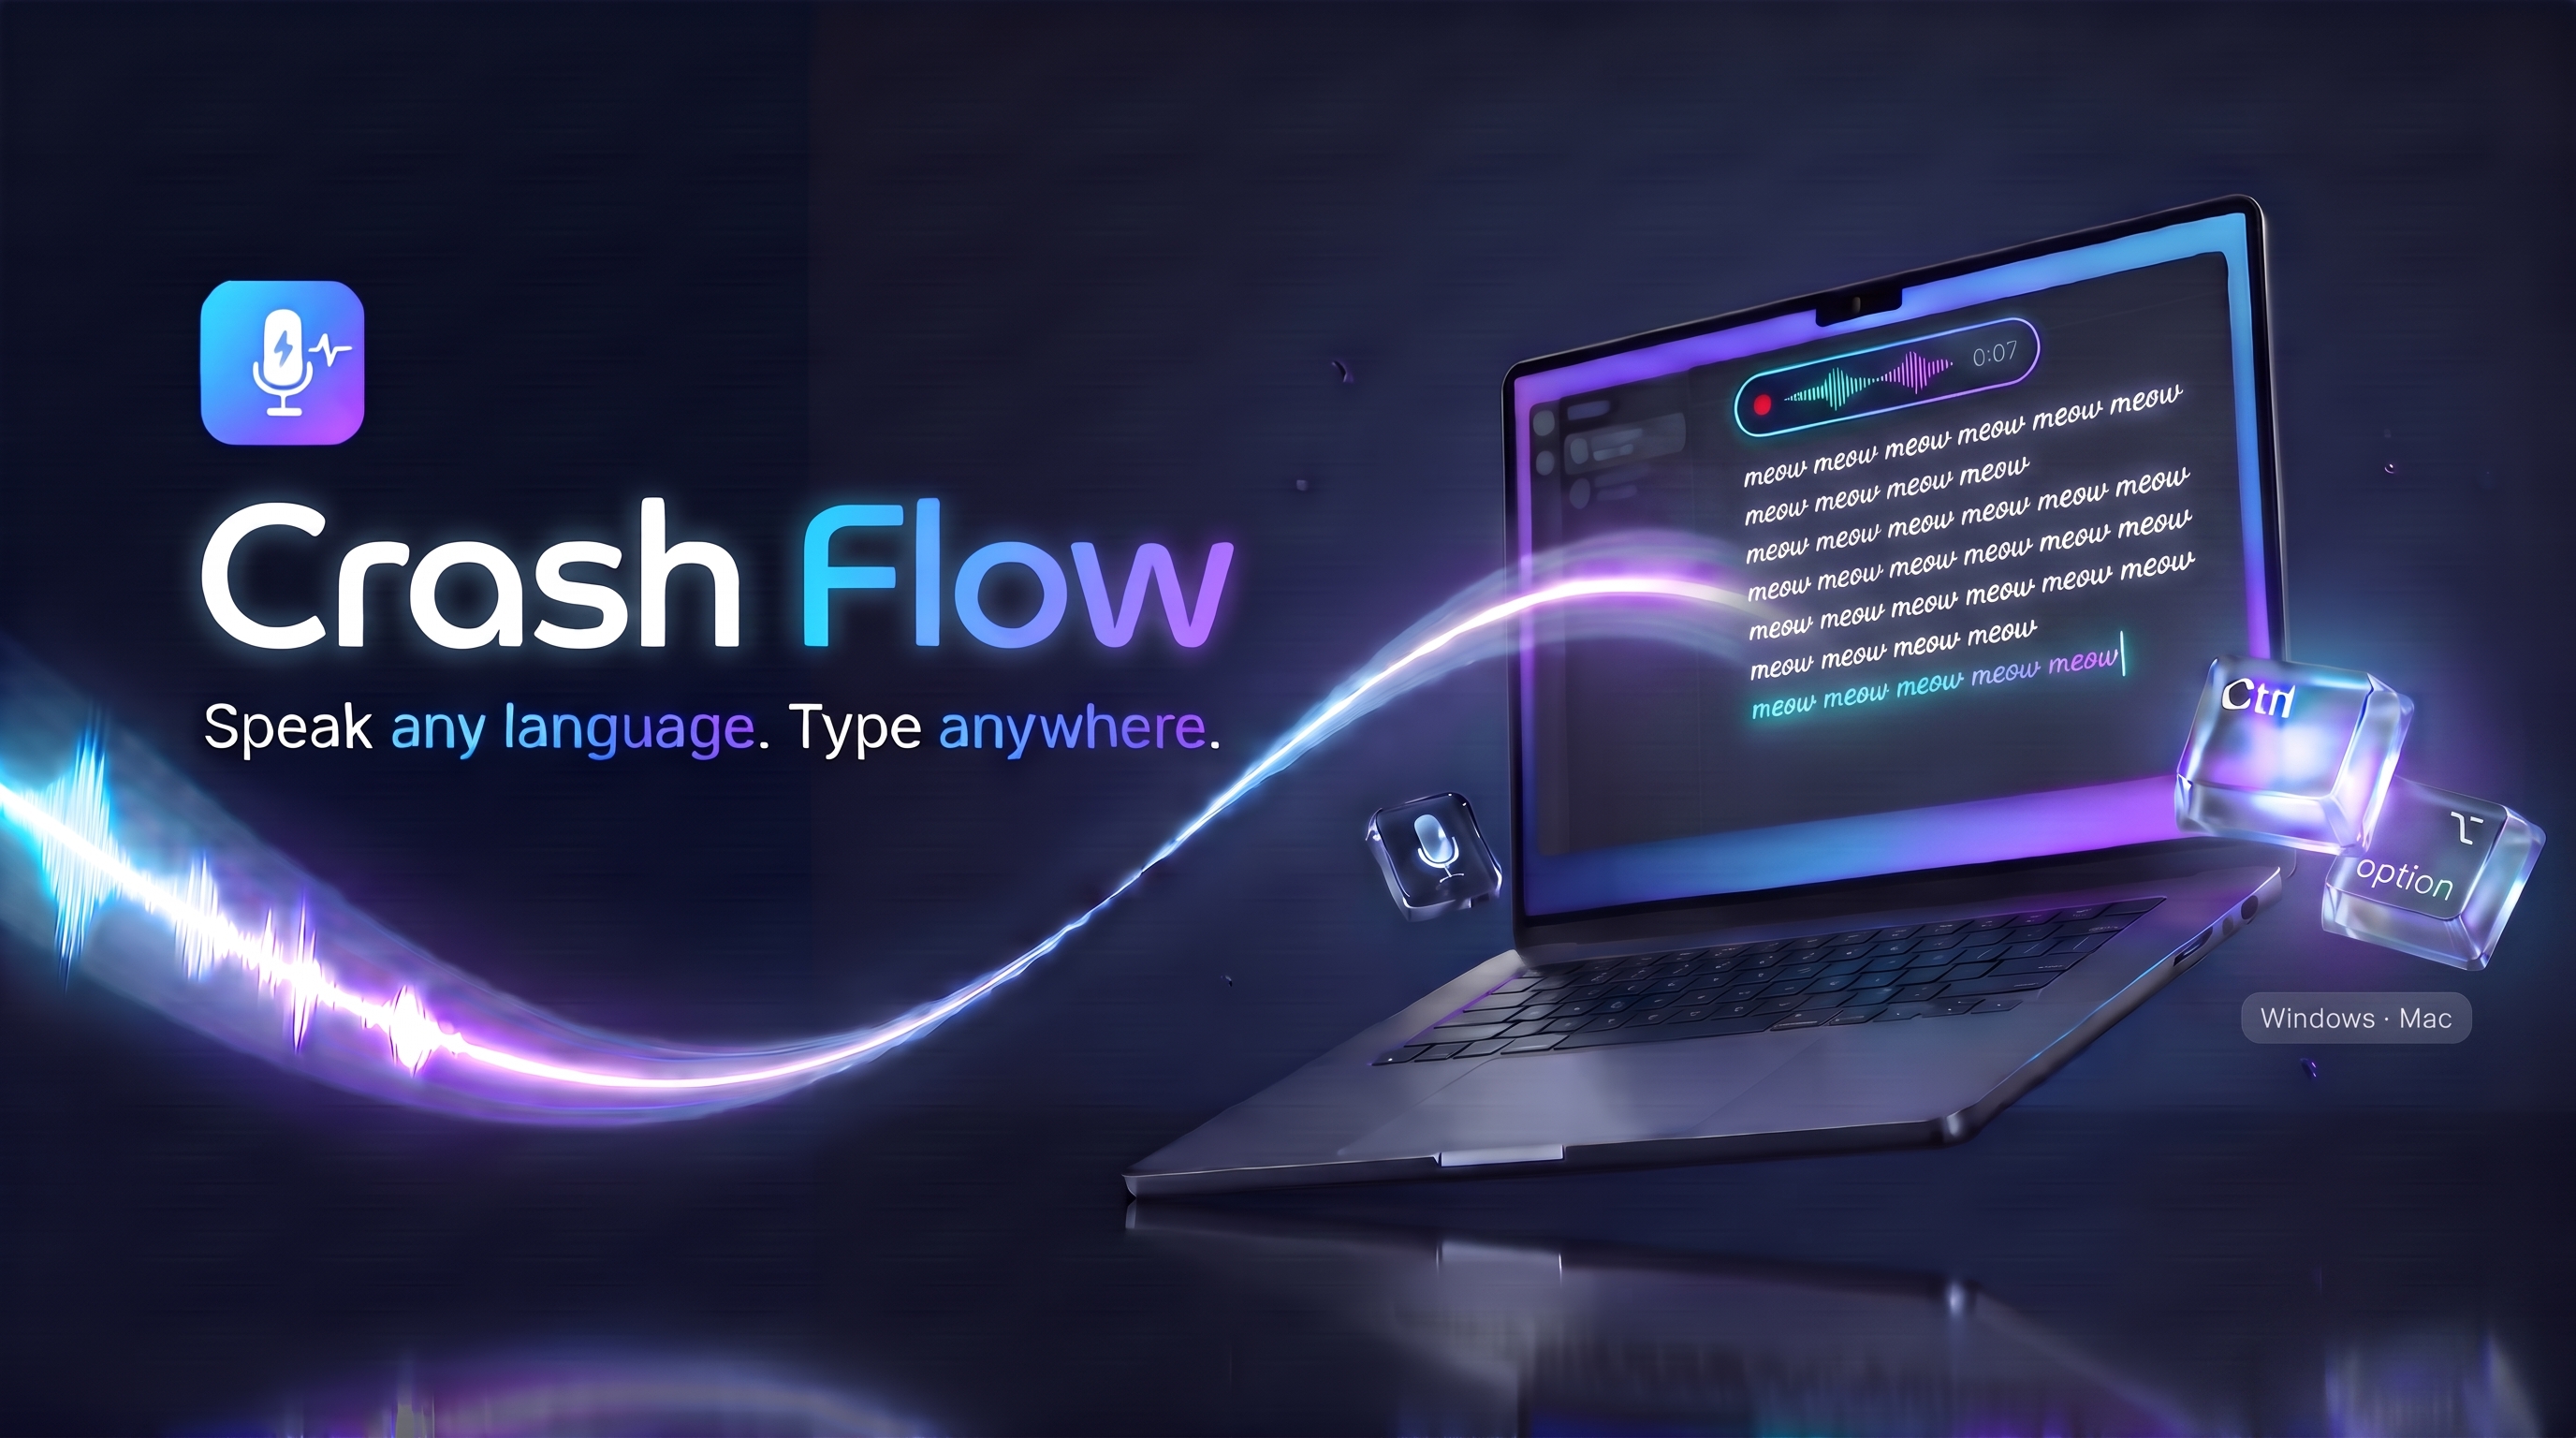 Crash Flow
Speak any language. Type anywhere.
0:07
meow meow meow meow meow meow
meow meow meow meow
meow meow meow meow meow meow
meow meow meow meow meow meow
meow meow meow meow meow meow
meow meow meow meow
meow meow meow meow meow
Ctrl
⌥
option
Windows · Mac